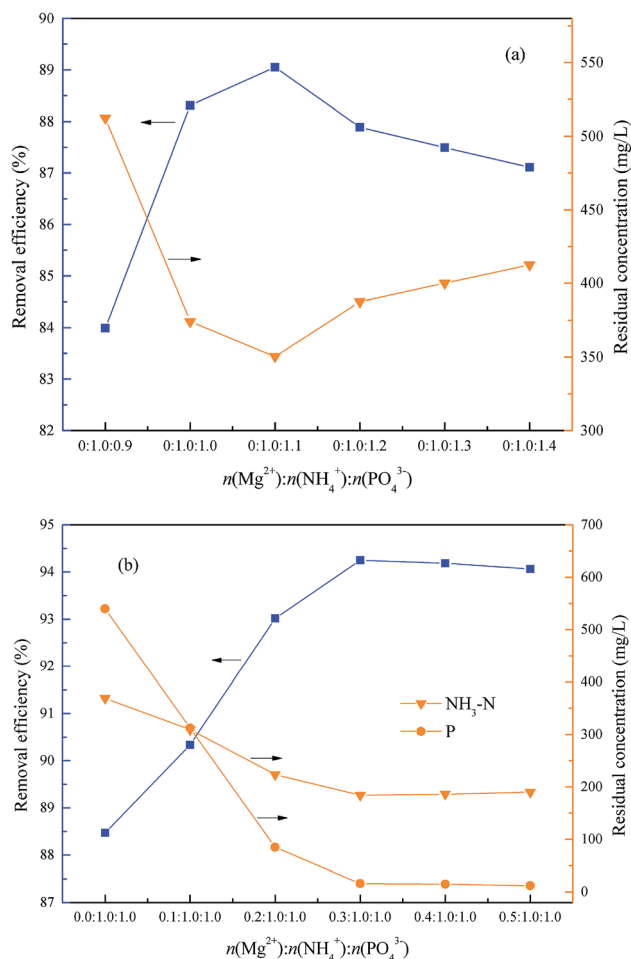 (a)
Removal efficiency (%)
90
89
88
87
86
85
84
83
82
Residual concentration (mg/L)
550
500
450
400
350
300
0:1.0:0.9 0:1.0:1.0 0:1.0:1.1 0:1.0:1.2 0:1.0:1.3 0:1.0:1.4
n(Mg²⁺):n(NH₄⁺):n(PO₄³⁻)
(b)
Removal efficiency (%)
95
94
93
92
91
90
89
88
87
Residual concentration (mg/L)
700
600
500
400
300
200
100
0
NH₃-N
P
0.0:1.0:1.0 0.1:1.0:1.0 0.2:1.0:1.0 0.3:1.0:1.0 0.4:1.0:1.0 0.5:1.0:1.0
n(Mg²⁺):n(NH₄⁺):n(PO₄³⁻)